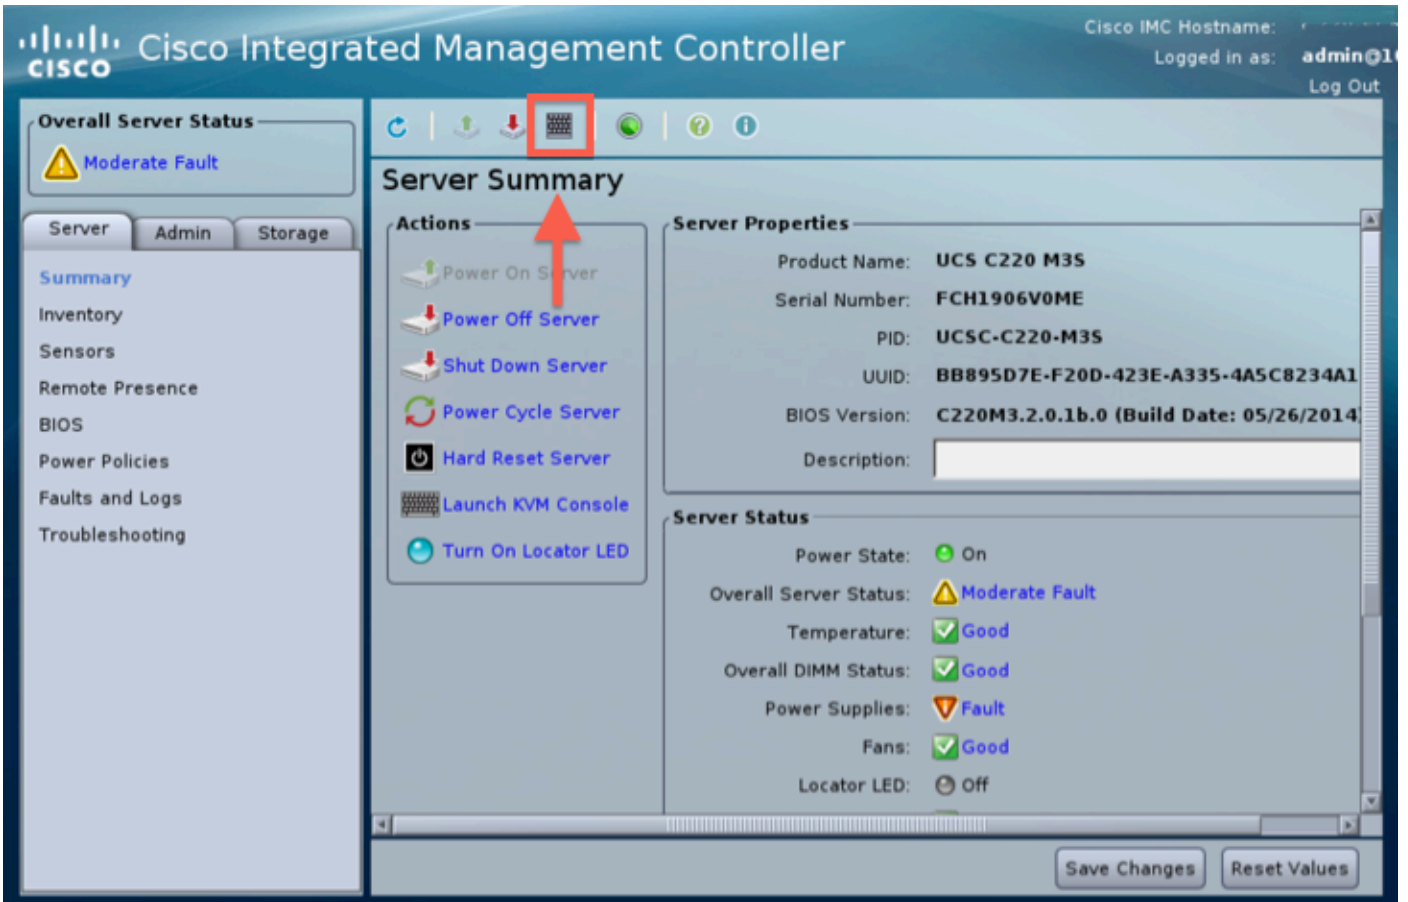 Cisco IMC Hostname:
CISCO
Cisco Integrated Management Controller
Logged in as: admin@1
Log Out
Overall Server Status
Moderate Fault
Server Admin Storage
Summary
Inventory
Sensors
Remote Presence
BIOS
Power Policies
Faults and Logs
Troubleshooting
Server Summary
Actions
Power On Server
Power Off Server
Shut Down Server
Power Cycle Server
Hard Reset Server
Launch KVM Console
Turn On Locator LED
Server Properties
Product Name: UCS C220 M3S
Serial Number: FCH1906V0ME
PID: UCSC-C220-M3S
UUID: BB895D7E-F20D-423E-A335-4A5C8234A1
BIOS Version: C220M3.2.0.1b.0 (Build Date: 05/26/2014
Description:
Server Status
Power State: On
Overall Server Status: Moderate Fault
Temperature: Good
Overall DIMM Status: Good
Power Supplies: Fault
Fans: Good
Locator LED: Off
Save Changes Reset Values